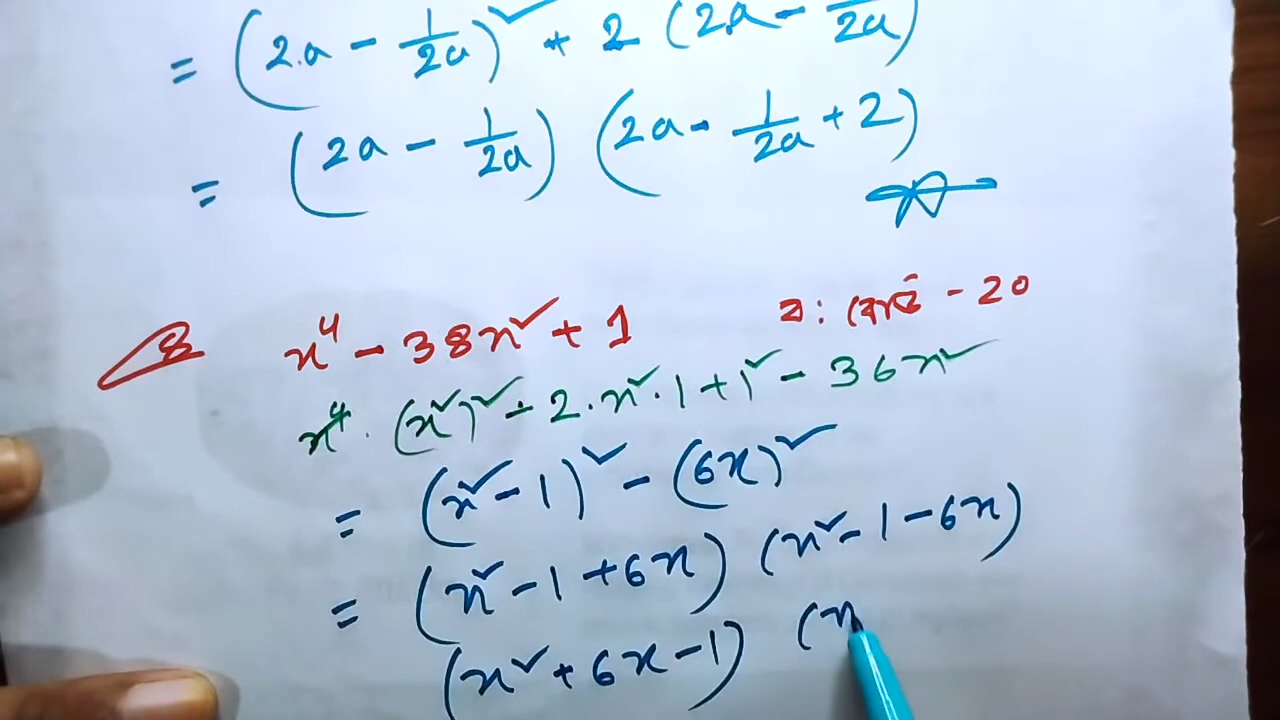 = (2a - 1/2a)² + 2 (2a - 1/2a)
= (2a - 1/2a) (2a - 1/2a + 2)
8 x⁴ - 38x² + 1 ব: বোর্ড - 20
x⁴. (x²)² - 2.x².1 + 1² - 36x²
= (x² - 1)² - (6x)²
= (x² - 1 + 6x) (x² - 1 - 6x)
(x² + 6x - 1) (x